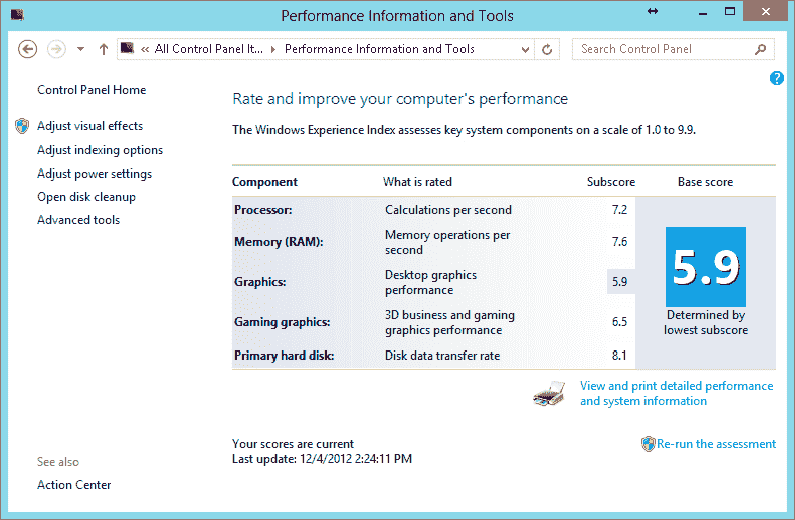 Performance Information and Tools
« All Control Panel It... Performance Information and Tools
Search Control Panel
Control Panel Home
Adjust visual effects
Adjust indexing options
Adjust power settings
Open disk cleanup
Advanced tools
See also
Action Center
?
Rate and improve your computer's performance
The Windows Experience Index assesses key system components on a scale of 1.0 to 9.9.
Component What is rated Subscore Base score
Processor: Calculations per second 7.2
Memory (RAM): Memory operations per
second 7.6
Graphics: Desktop graphics
performance 5.9
Gaming graphics: 3D business and gaming
graphics performance 6.5
Primary hard disk: Disk data transfer rate 8.1
5.9
Determined by
lowest subscore
View and print detailed performance
and system information
Your scores are current
Last update: 12/4/2012 2:24:11 PM
Re-run the assessment